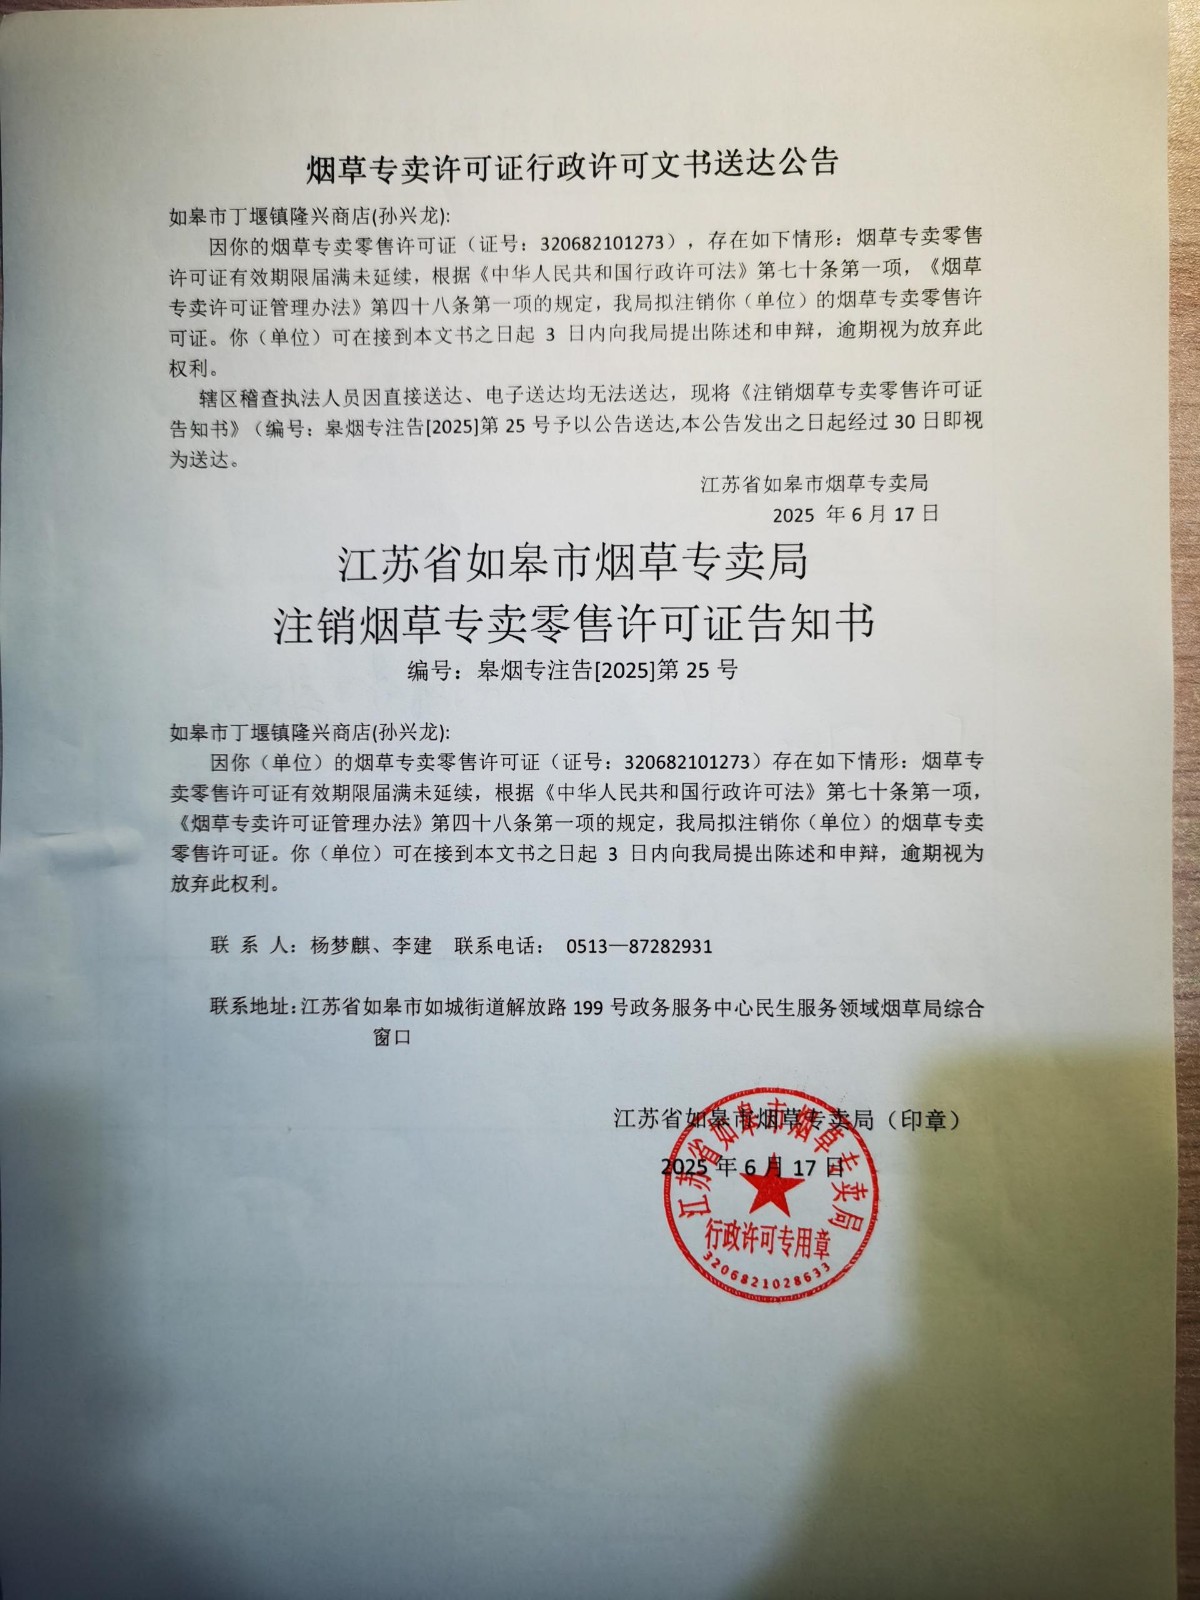 烟草专卖许可证行政许可文书送达公告
如皋市丁堰镇隆兴商店(孙兴龙):
因你的烟草专卖零售许可证（证号：320682101273），存在如下情形：烟草专卖零售
许可证有效期限届满未延续，根据《中华人民共和国行政许可法》第七十条第一项，《烟草
专卖许可证管理办法》第四十八条第一项的规定，我局拟注销你（单位）的烟草专卖零售许
可证。你（单位）可在接到本文书之日起 3 日内向我局提出陈述和申辩，逾期视为放弃此
权利。
辖区稽查执法人员因直接送达、电子送达均无法送达，现将《注销烟草专卖零售许可证
告知书》（编号：皋烟专注告[2025]第 25 号予以公告送达,本公告发出之日起经过 30 日即视
为送达。
江苏省如皋市烟草专卖局
2025 年 6 月 17 日
江苏省如皋市烟草专卖局
注销烟草专卖零售许可证告知书
编号：皋烟专注告[2025]第 25 号
如皋市丁堰镇隆兴商店(孙兴龙):
因你（单位）的烟草专卖零售许可证（证号：320682101273）存在如下情形：烟草专
卖零售许可证有效期限届满未延续，根据《中华人民共和国行政许可法》第七十条第一项，
《烟草专卖许可证管理办法》第四十八条第一项的规定，我局拟注销你（单位）的烟草专卖
零售许可证。你（单位）可在接到本文书之日起 3 日内向我局提出陈述和申辩，逾期视为
放弃此权利。
联 系 人：杨梦麒、李建 联系电话： 0513—87282931
联系地址:江苏省如皋市如城街道解放路 199 号政务服务中心民生服务领域烟草局综合
窗口
江苏省如皋市烟草专卖局（印章）
2025 年 6 月 17 日
江苏省如皋市烟草专卖局
行政许可专用章
3206821028633